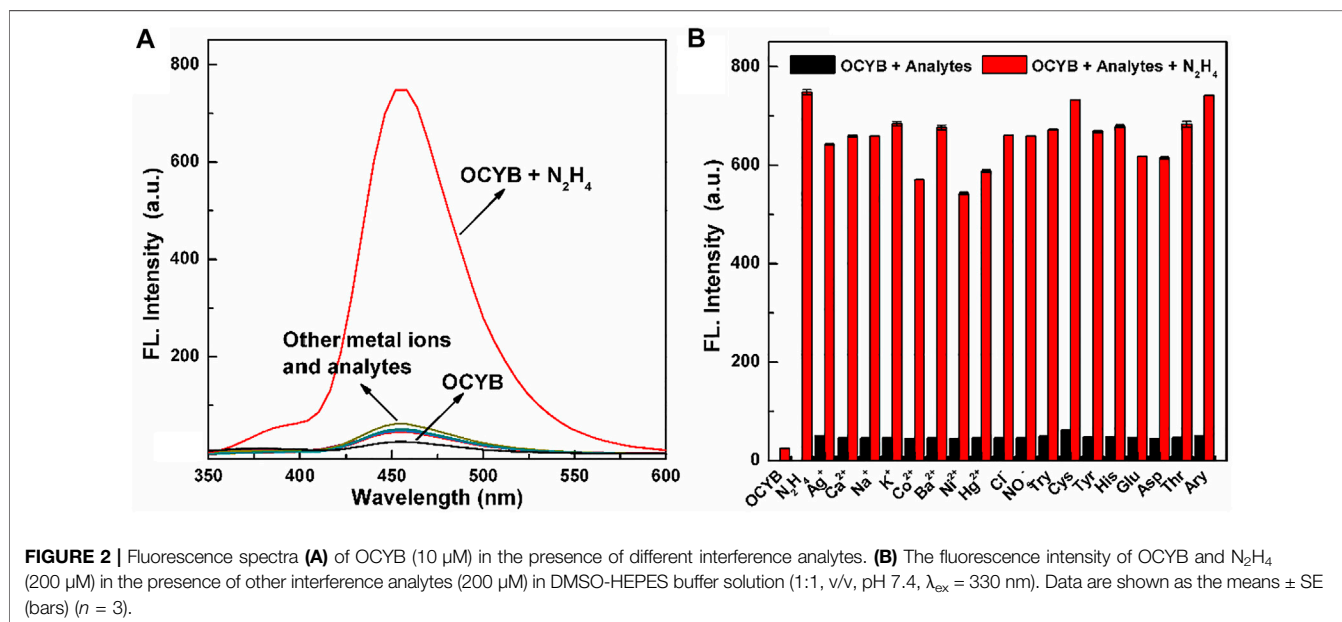 A
800
600
400
200
FL. Intensity (a.u.)
OCYB + N₂H₄
Other metal ions
and analytes
OCYB
350 400 450 500 550 600
Wavelength (nm)
B
OCYB + Analytes
OCYB + Analytes + N₂H₄
800
600
400
200
0
FL. Intensity (a.u.)
OCYB N₂H₄ Ag⁺ Ca²⁺ Na⁺ K⁺ Co²⁺ Ba²⁺ Ni²⁺ Hg²⁺ Cl⁻ NO⁻ Try Cys Tyr His Glu Asp Thr Ary
FIGURE 2 | Fluorescence spectra (A) of OCYB (10 μM) in the presence of different interference analytes. (B) The fluorescence intensity of OCYB and N₂H₄
(200 μM) in the presence of other interference analytes (200 μM) in DMSO-HEPES buffer solution (1:1, v/v, pH 7.4, λex = 330 nm). Data are shown as the means ± SE
(bars) (n = 3).